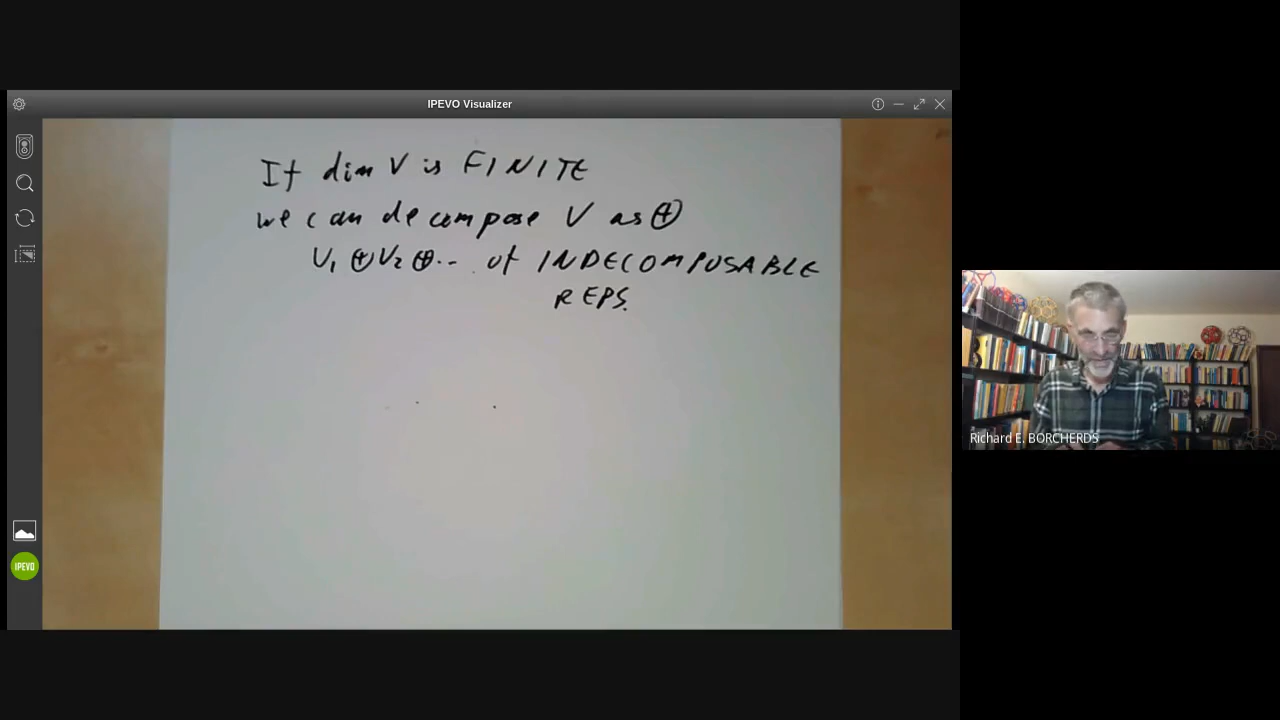 IPEVO Visualizer
If dim V is FINITE
we can decompose V as ⊕
V₁ ⊕ V₂ ⊕ ·· of INDECOMPOSABLE
REPS.
Richard E. BORCHERDS
IPEVO